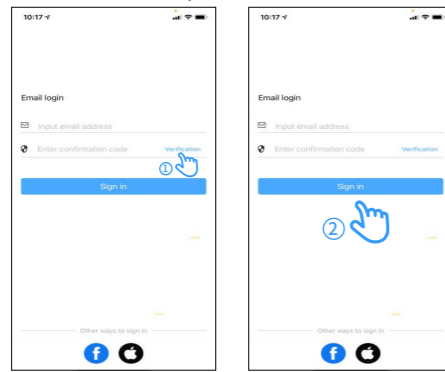 10:17
Email login
Input email address
Enter confirmation code Verification
①
Sign in
Other ways to sign in
10:17
Email login
Input email address
Enter confirmation code Verification
Sign in
②
Other ways to sign in